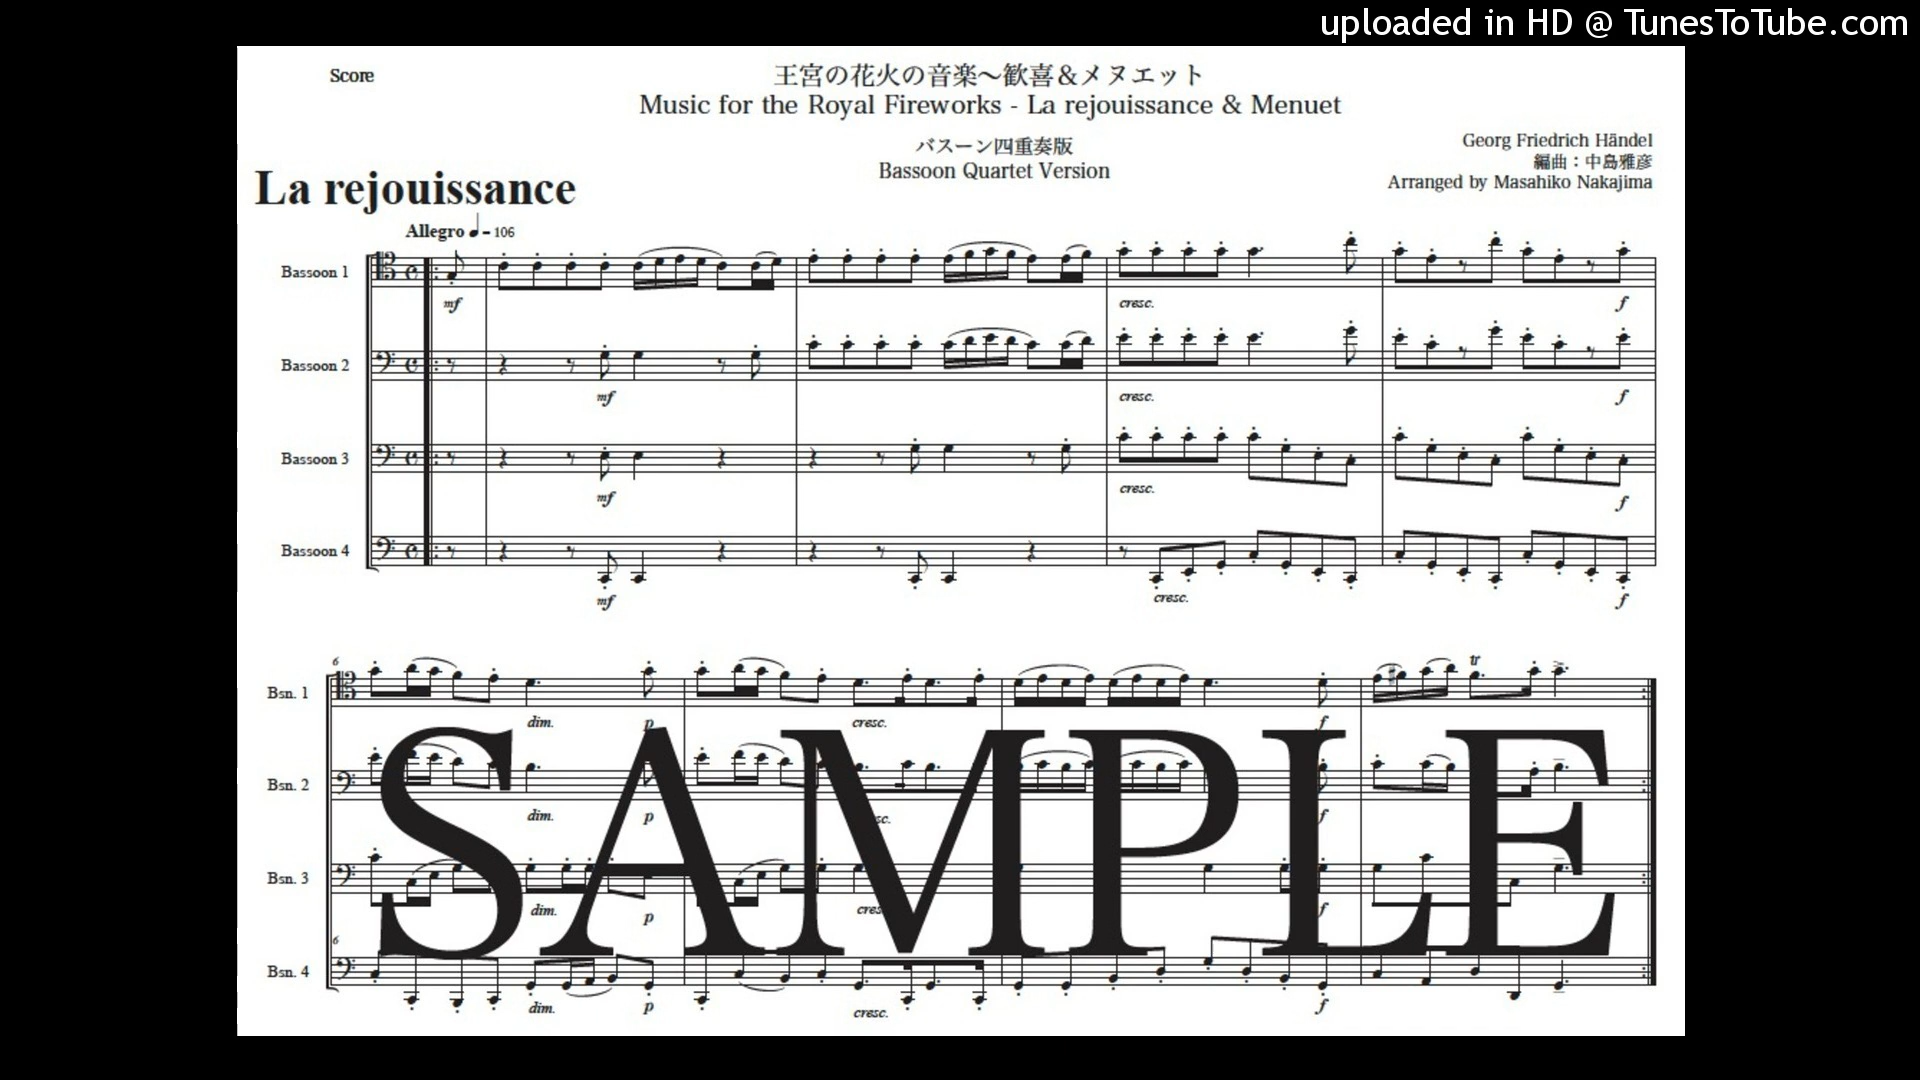 uploaded in HD @ TunesToTube.com
Score
王宮の花火の音楽～歓喜＆メヌエット
Music for the Royal Fireworks - La rejouissance & Menuet
バスーン四重奏版
Bassoon Quartet Version
Georg Friedrich Händel
編曲：中島雅彦
Arranged by Masahiko Nakajima
La rejouissance
Allegro ♩= 106
Bassoon 1
mf
cresc.
f
Bassoon 2
mf
cresc.
f
Bassoon 3
mf
cresc.
f
Bassoon 4
mf
cresc.
f
6
tr
Bsn. 1
dim.
p
cresc.
f
Bsn. 2
dim.
p
f
Bsn. 3
dim.
p
f
6
Bsn. 4
dim.
p
cresc.
f
SAMPLE